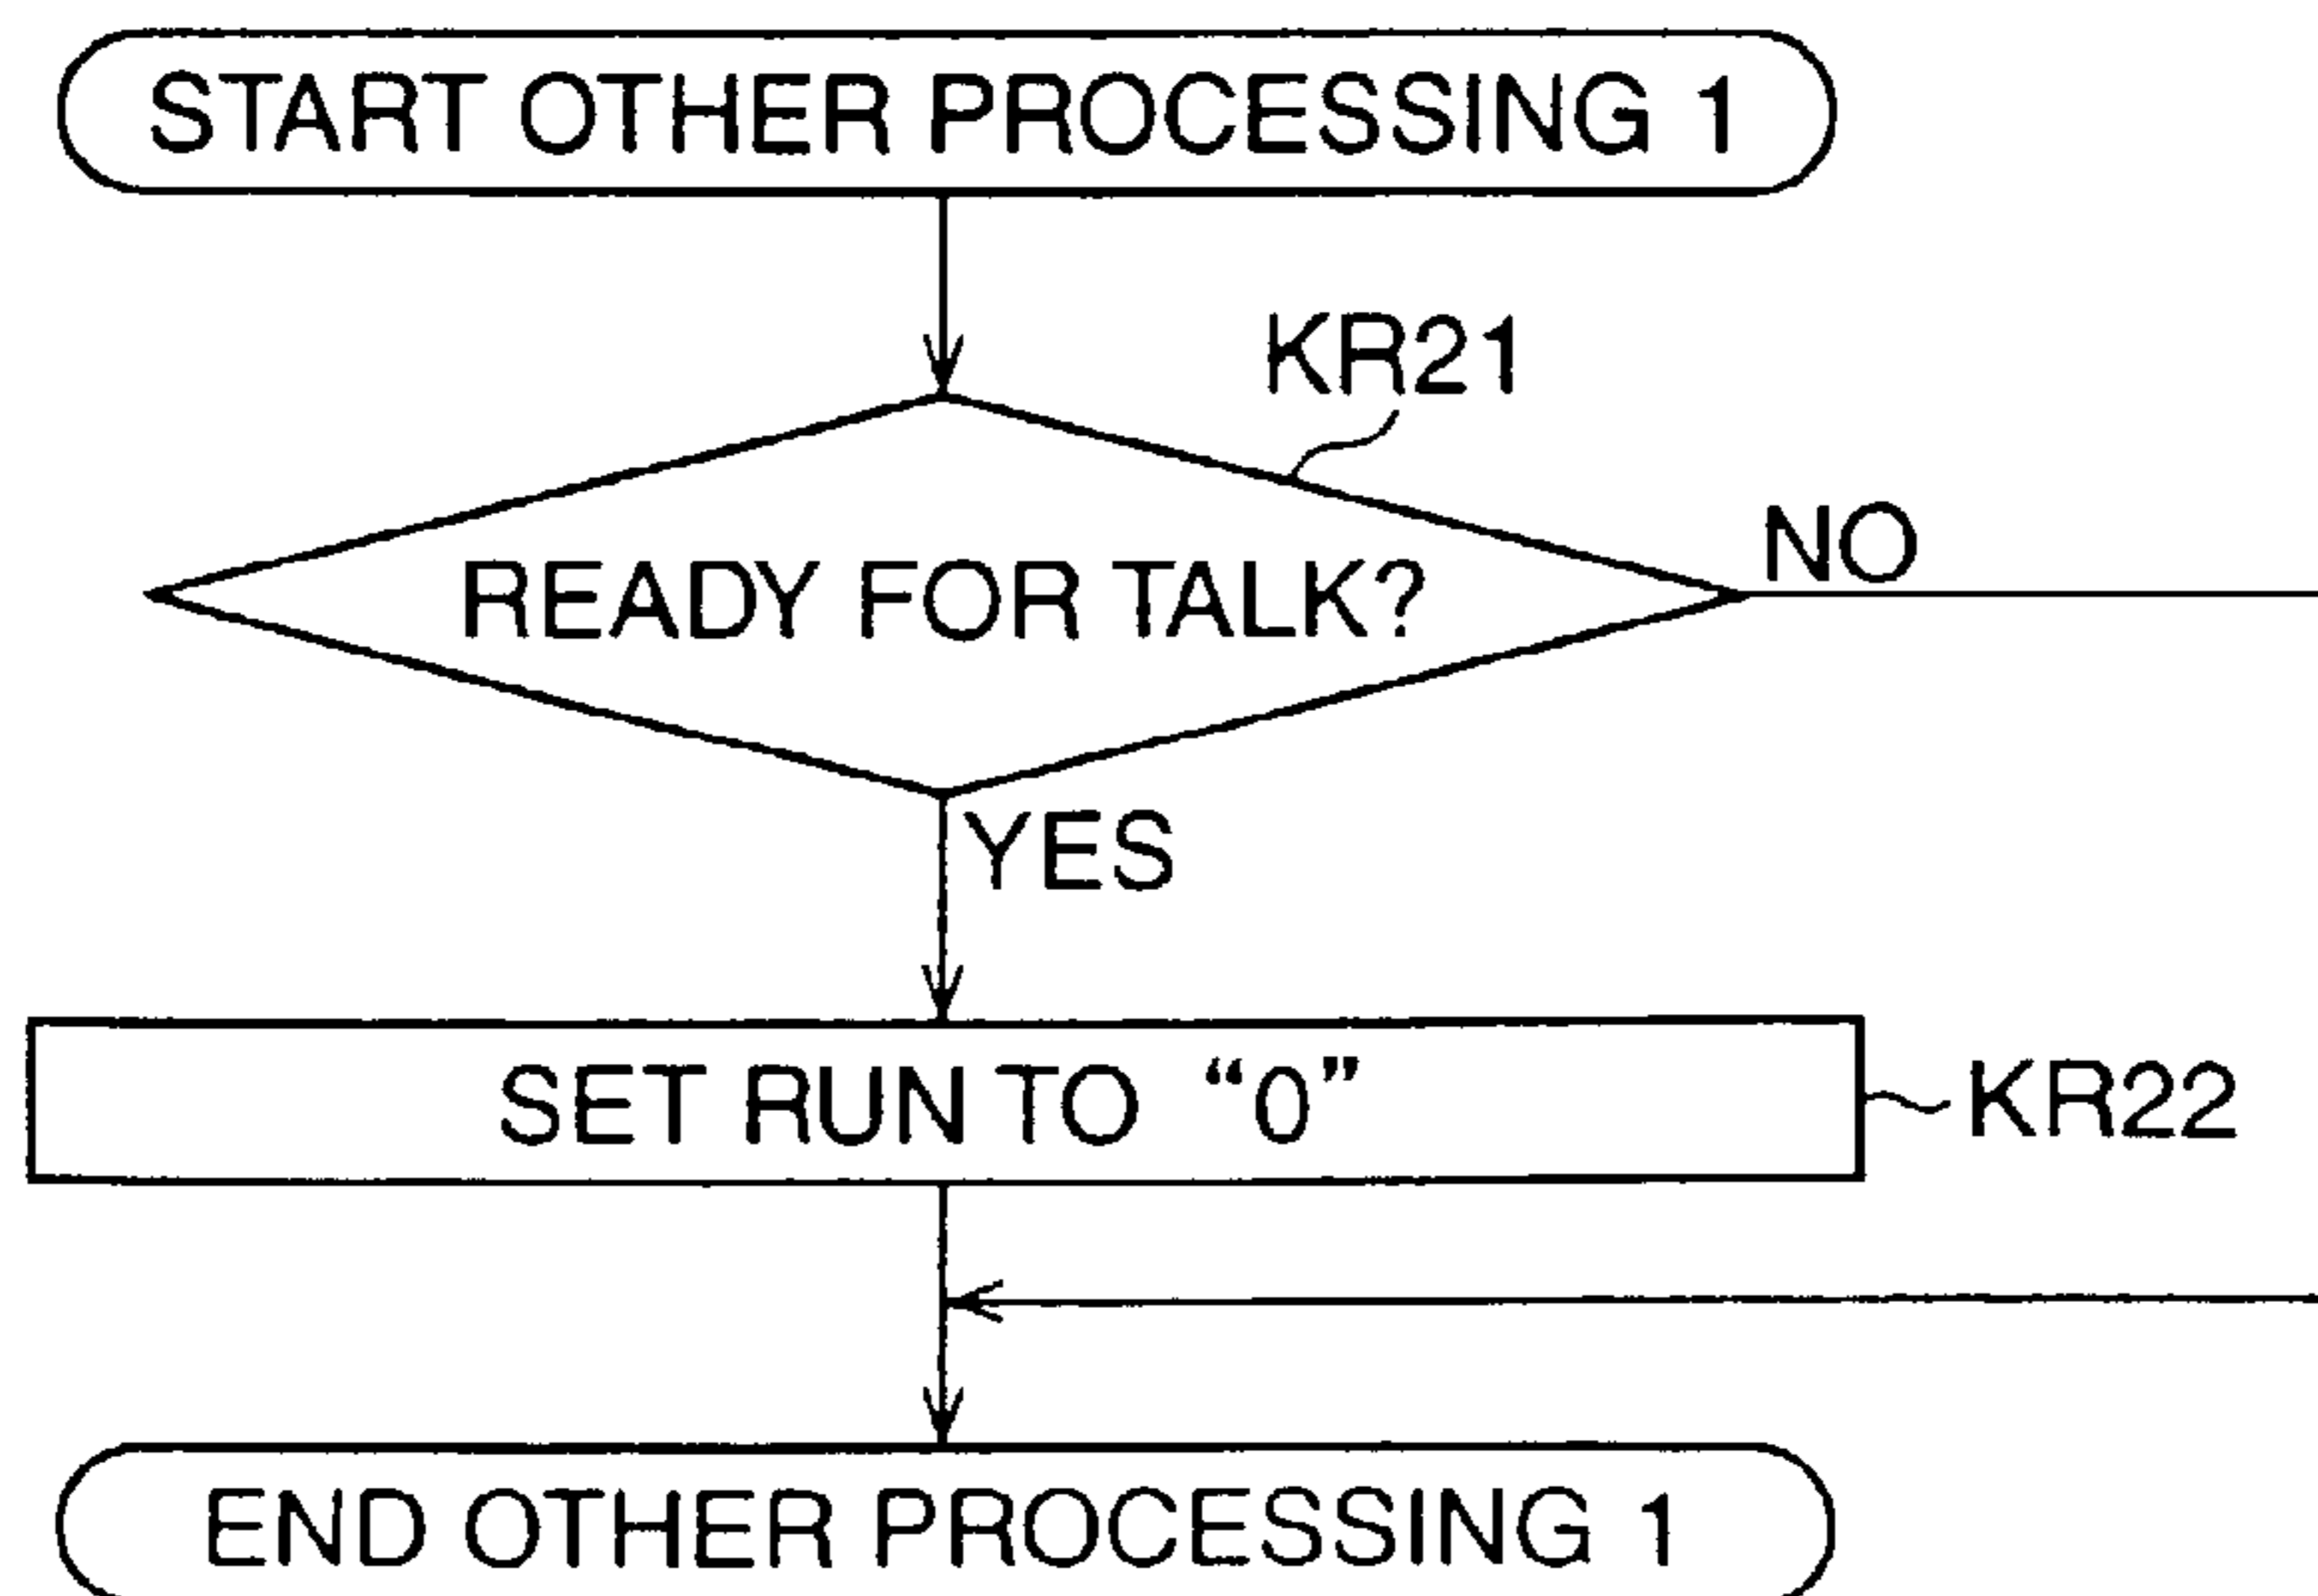 START OTHER PROCESSING 1
KR21
NO
READY FOR TALK?
YES
SET RUN TO “0”
KR22
END OTHER PROCESSING 1